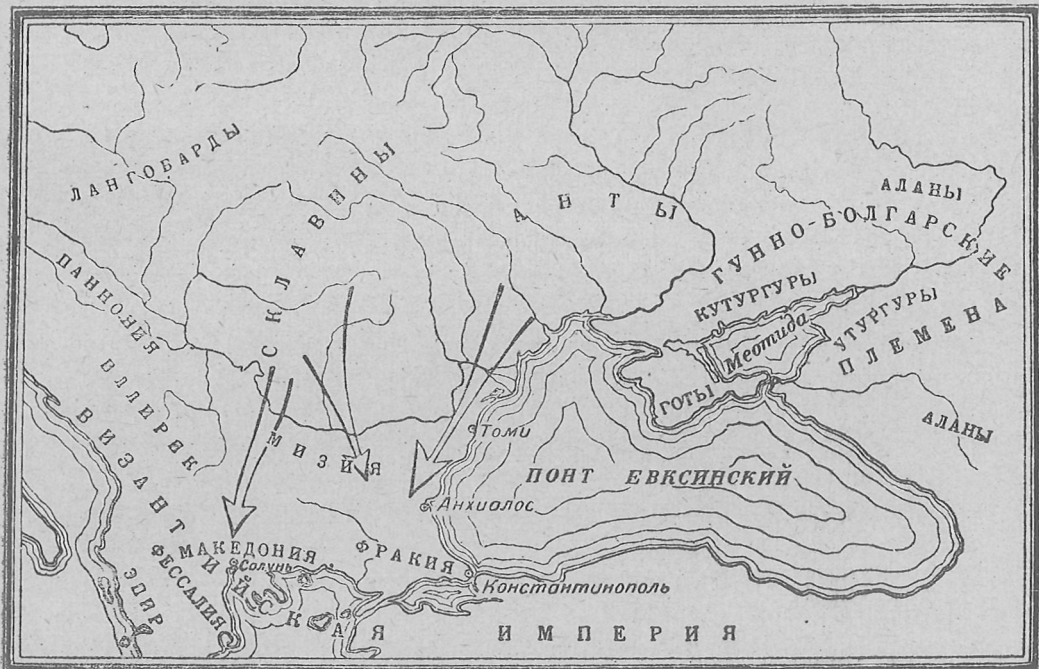 ЛАНГОБАРДЫ
СКЛАВИНЫ
АНТЫ
АЛАНЫ
ГУННО-БОЛГАРСКИЕ
ПЛЕМЕНА
КУТУРГУРЫ
УТУРГУРЫ
Меотида
ГОТЫ
АЛАНЫ
ПАННОНИЯ
ИЛЛИРИК
МИЗИЯ
Томи
ПОНТ ЕВКСИНСКИЙ
Анхиалос
ФРАКИЯ
МАКЕДОНИЯ
Солунь
Константинополь
ФЕССАЛИЯ
ЭПИР
ВИЗАНТИЙСКАЯ ИМПЕРИЯ